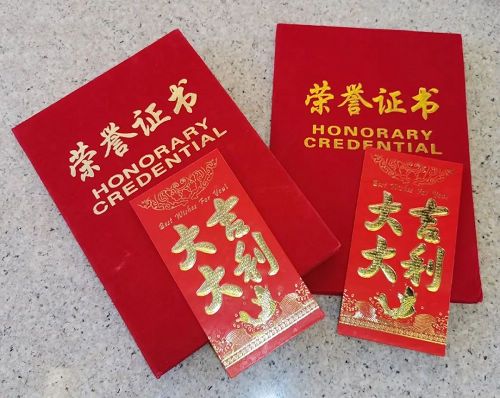 荣誉证书
HONORARY
CREDENTIAL
Best Wishes For You!
大吉
大利
荣誉证书
HONORARY
CREDENTIAL
Best Wishes For You!
大吉
大利